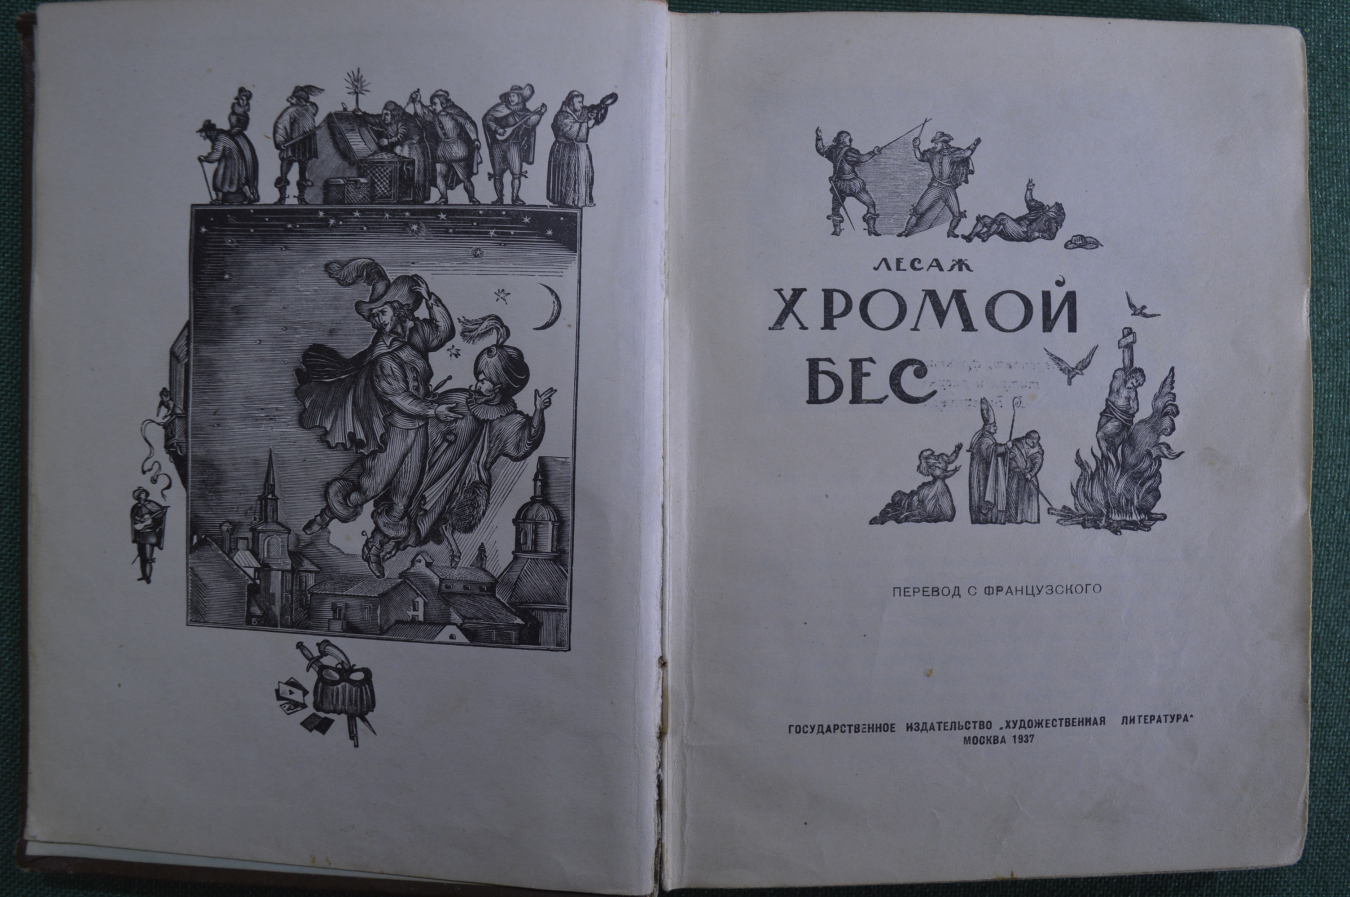 ЛЕСАЖ
ХРОМОЙ
БЕС
ПЕРЕВОД С ФРАНЦУЗСКОГО
ГОСУДАРСТВЕННОЕ ИЗДАТЕЛЬСТВО „ХУДОЖЕСТВЕННАЯ ЛИТЕРАТУРА"
МОСКВА 1937